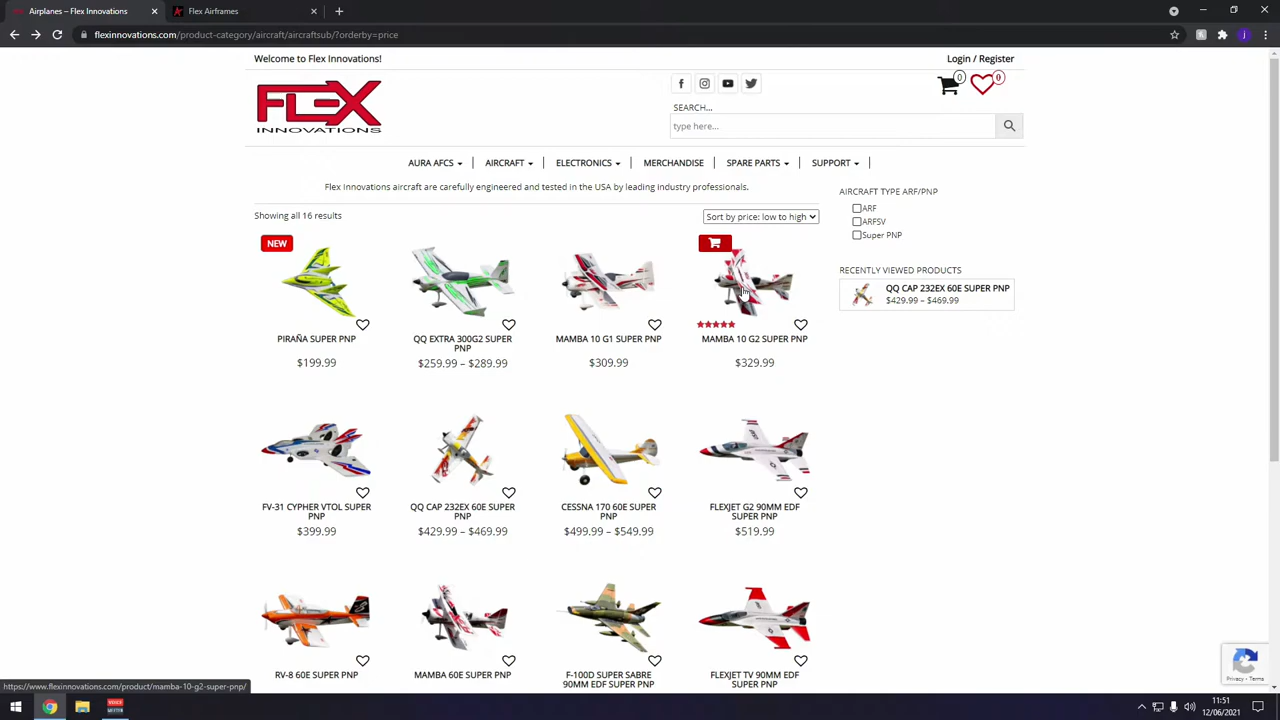 Airplanes – Flex Innovations
Flex Airframes
flexinnovations.com/product-category/aircraft/aircraftsub/?orderby=price
j
Welcome to Flex Innovations!
Login / Register
FLEX
INNOVATIONS
0
0
SEARCH...
type here...
AURA AFCS
AIRCRAFT
ELECTRONICS
MERCHANDISE
SPARE PARTS
SUPPORT
Flex Innovations aircraft are carefully engineered and tested in the USA by leading industry professionals.
Showing all 16 results
Sort by price: low to high
AIRCRAFT TYPE ARF/PNP
ARF
ARFSV
Super PNP
RECENTLY VIEWED PRODUCTS
QQ CAP 232EX 60E SUPER PNP
$429.99 – $469.99
NEW
PIRAÑA SUPER PNP
$199.99
QQ EXTRA 300G2 SUPER
PNP
$259.99 – $289.99
MAMBA 10 G1 SUPER PNP
$309.99
MAMBA 10 G2 SUPER PNP
$329.99
FV-31 CYPHER VTOL SUPER
PNP
$399.99
QQ CAP 232EX 60E SUPER
PNP
$429.99 – $469.99
CESSNA 170 60E SUPER
PNP
$499.99 – $549.99
FLEXJET G2 90MM EDF
SUPER PNP
$519.99
RV-8 60E SUPER PNP
MAMBA 60E SUPER PNP
F-100D SUPER SABRE
90MM EDF SUPER PNP
FLEXJET TV 90MM EDF
SUPER PNP
Privacy - Terms
https://www.flexinnovations.com/product/mamba-10-g2-super-pnp/
VOICE
MEETER
11:51
12/06/2021